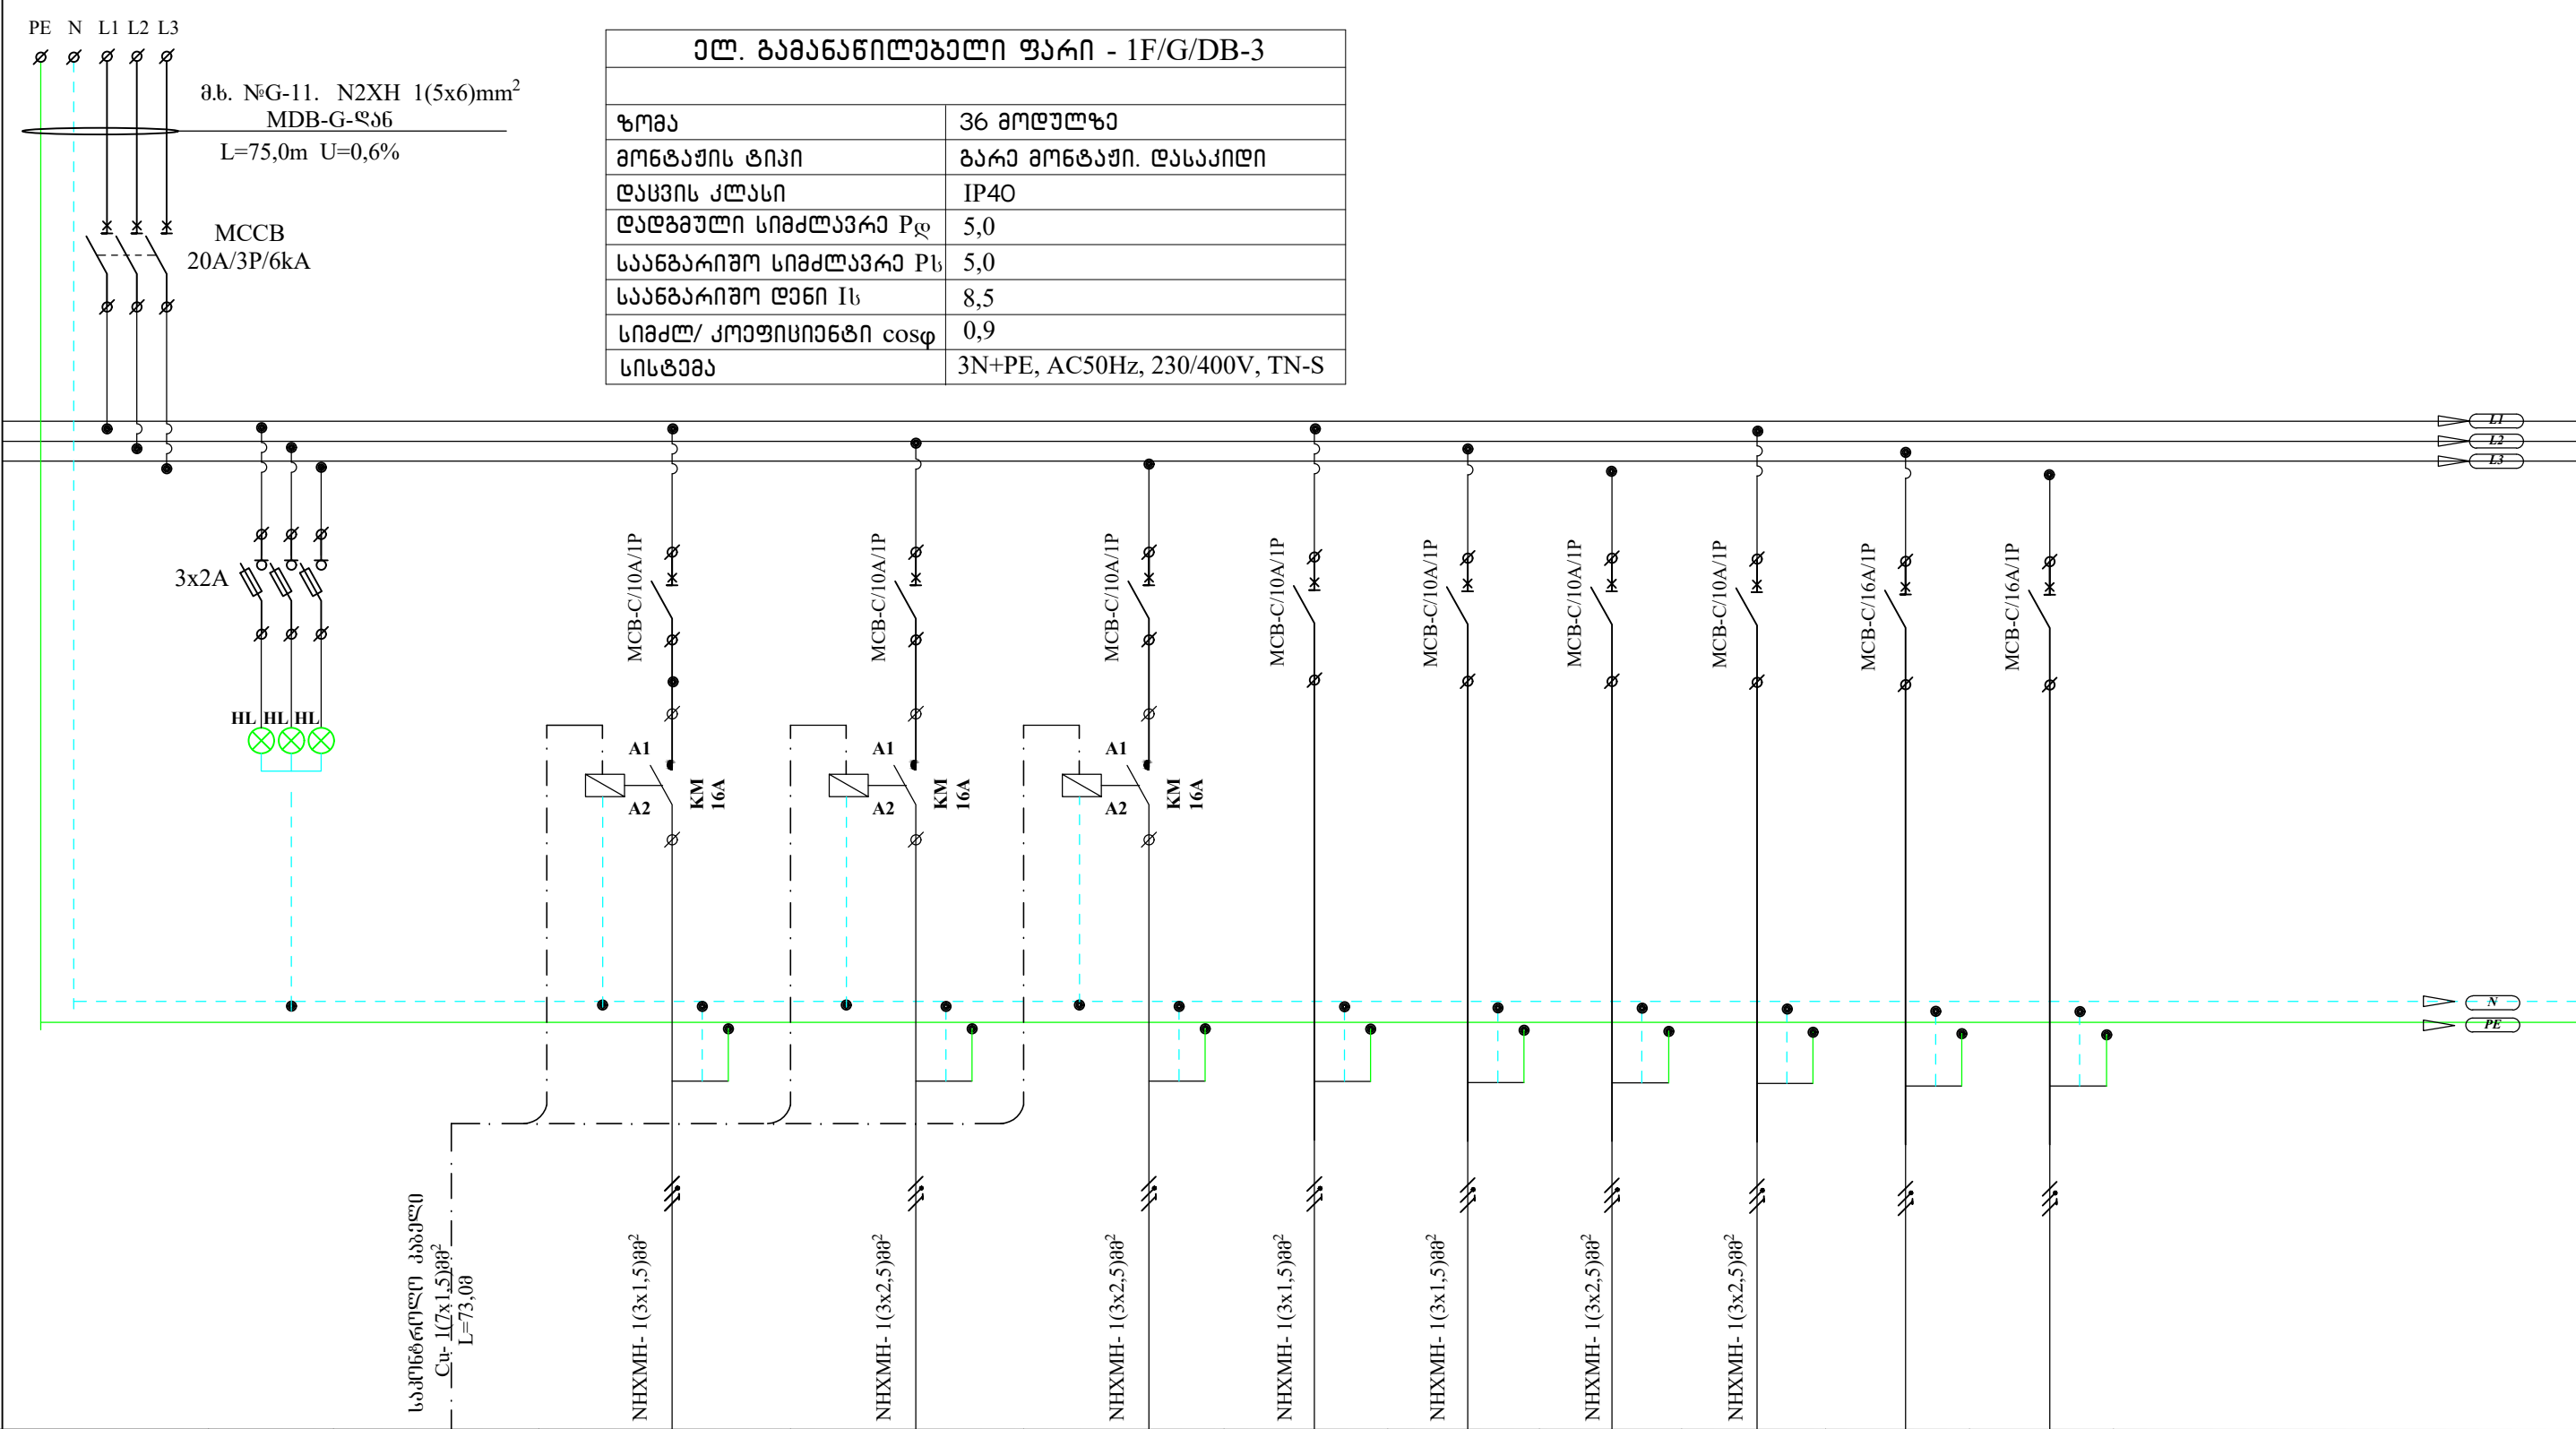 PE N L1 L2 L3
მ.ხ. №G-11. N2XH 1(5x6)mm²
MDB-G-დან
L=75,0m U=0,6%
MCCB
20A/3P/6kA
ელ. გამანაწილებელი ფარი - 1F/G/DB-3
ზომა 36 მოდულზე
მონტაჟის ტიპი გარე მონტაჟი. დასაკიდი
დაცვის კლასი IP40
დადგმული სიმძლავრე Pდ 5,0
საანგარიშო სიმძლავრე Pს 5,0
საანგარიშო დენი Iს 8,5
სიმძლ/ კოეფიციენტი cosφ 0,9
სისტემა 3N+PE, AC50Hz, 230/400V, TN-S
L1
L2
L3
3x2A
HL HL HL
MCB-C/10A/1P
MCB-C/10A/1P
MCB-C/10A/1P
MCB-C/10A/1P
MCB-C/10A/1P
MCB-C/10A/1P
MCB-C/10A/1P
MCB-C/16A/1P
MCB-C/16A/1P
A1
A2
KM
16A
A1
A2
KM
16A
A1
A2
KM
16A
N
PE
საკონტროლო კაბელი
Cu- 1(7x1,5)მმ²
L=73,0მ
NHXMH- 1(3x1,5)მმ²
NHXMH- 1(3x2,5)მმ²
NHXMH- 1(3x2,5)მმ²
NHXMH- 1(3x1,5)მმ²
NHXMH- 1(3x1,5)მმ²
NHXMH- 1(3x2,5)მმ²
NHXMH- 1(3x2,5)მმ²